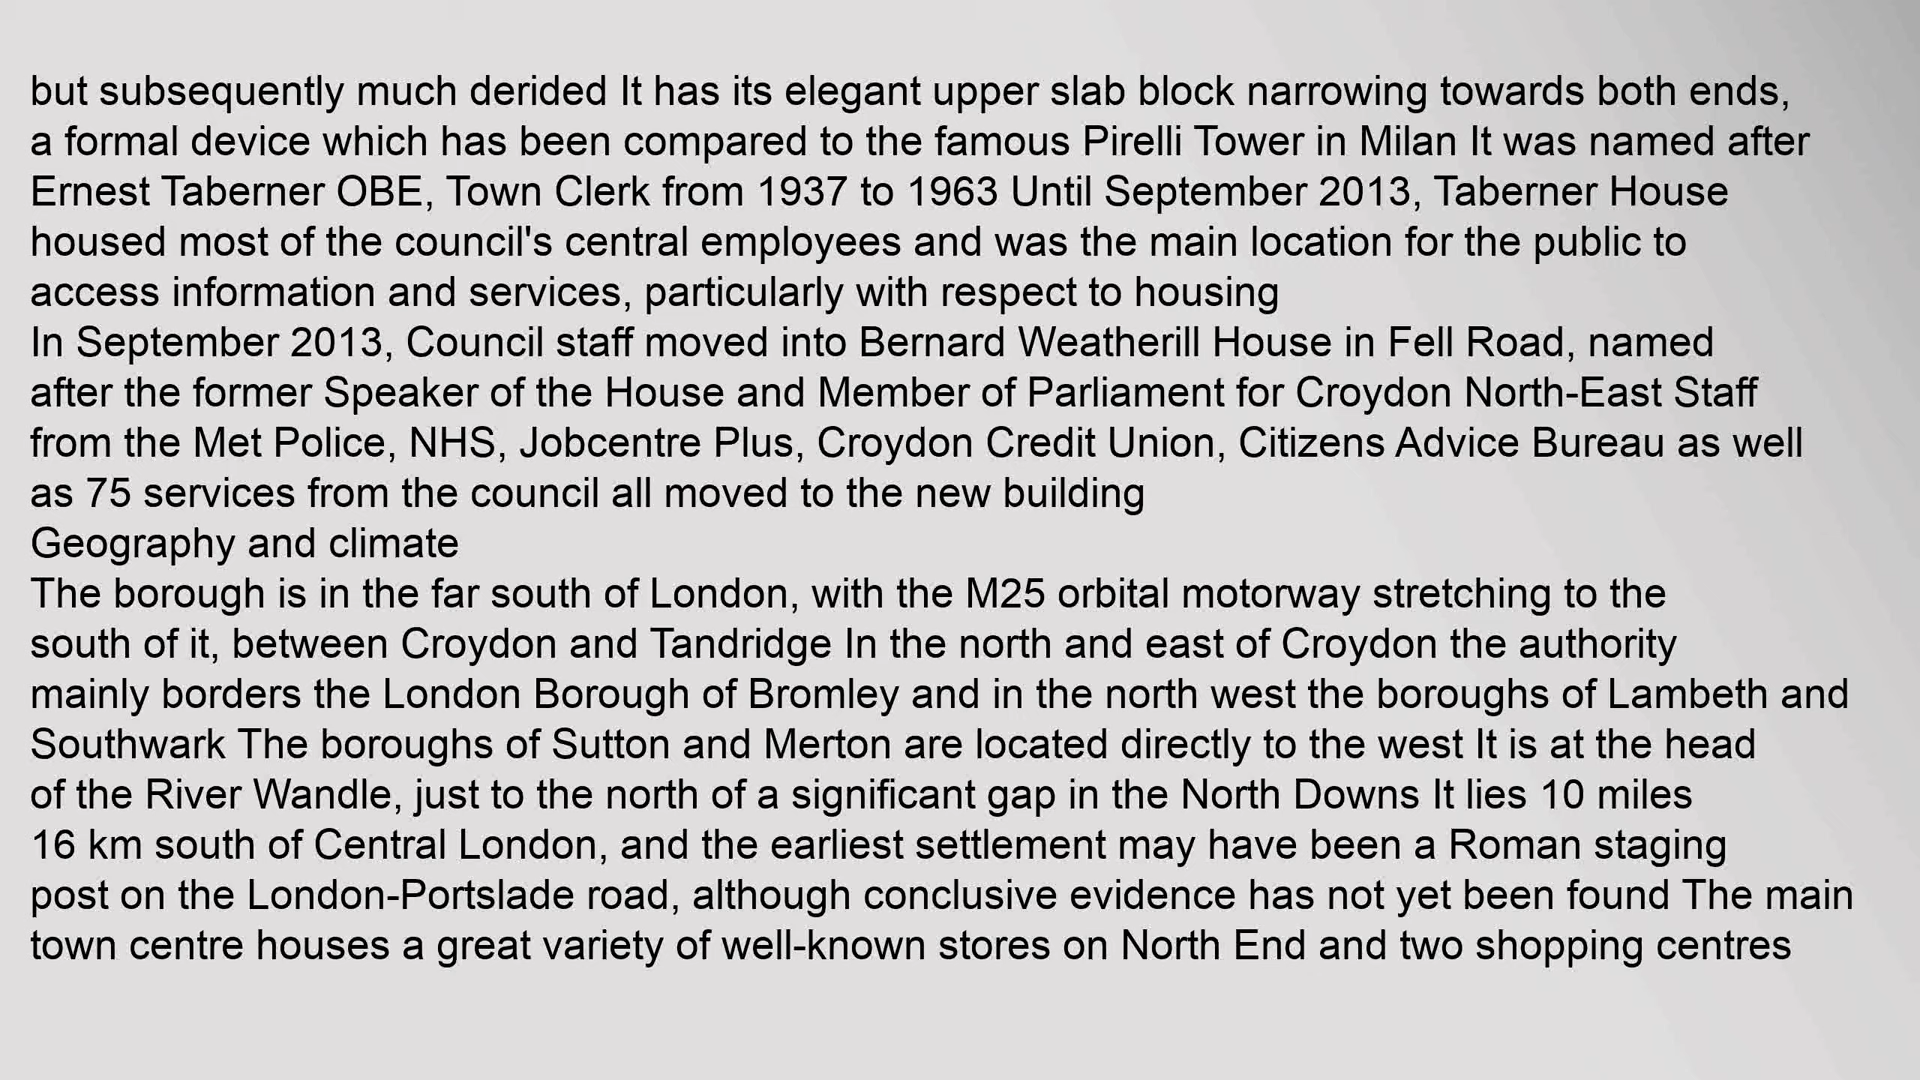 but subsequently much derided It has its elegant upper slab block narrowing towards both ends,
a formal device which has been compared to the famous Pirelli Tower in Milan It was named after
Ernest Taberner OBE, Town Clerk from 1937 to 1963 Until September 2013, Taberner House
housed most of the council's central employees and was the main location for the public to
access information and services, particularly with respect to housing
In September 2013, Council staff moved into Bernard Weatherill House in Fell Road, named
after the former Speaker of the House and Member of Parliament for Croydon North-East Staff
from the Met Police, NHS, Jobcentre Plus, Croydon Credit Union, Citizens Advice Bureau as well
as 75 services from the council all moved to the new building
Geography and climate
The borough is in the far south of London, with the M25 orbital motorway stretching to the
south of it, between Croydon and Tandridge In the north and east of Croydon the authority
mainly borders the London Borough of Bromley and in the north west the boroughs of Lambeth and
Southwark The boroughs of Sutton and Merton are located directly to the west It is at the head
of the River Wandle, just to the north of a significant gap in the North Downs It lies 10 miles
16 km south of Central London, and the earliest settlement may have been a Roman staging
post on the London-Portslade road, although conclusive evidence has not yet been found The main
town centre houses a great variety of well-known stores on North End and two shopping centres